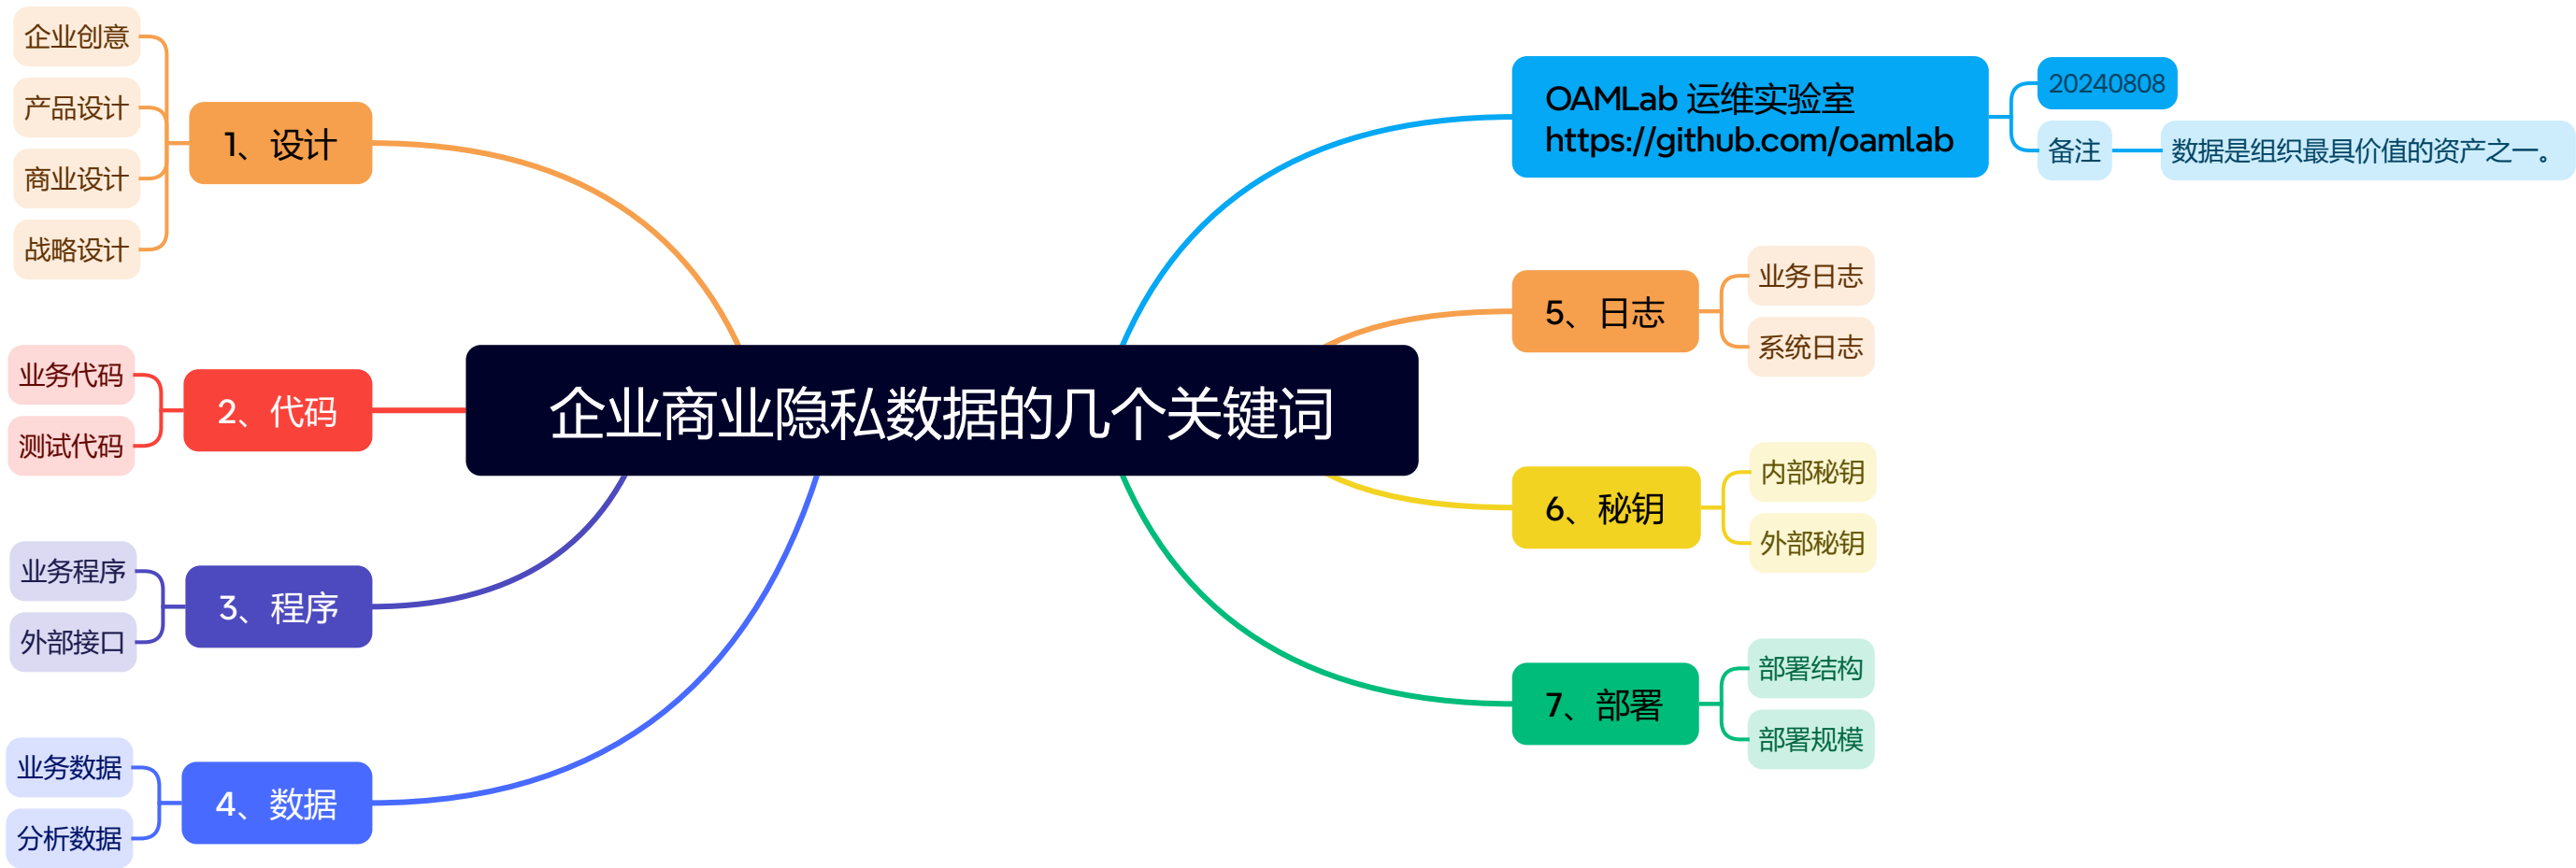 企业商业隐私数据的几个关键词
1、设计
企业创意
产品设计
商业设计
战略设计
2、代码
业务代码
测试代码
3、程序
业务程序
外部接口
4、数据
业务数据
分析数据
OAMLab 运维实验室
https://github.com/oamlab
20240808
备注
数据是组织最具价值的资产之一。
5、日志
业务日志
系统日志
6、秘钥
内部秘钥
外部秘钥
7、部署
部署结构
部署规模